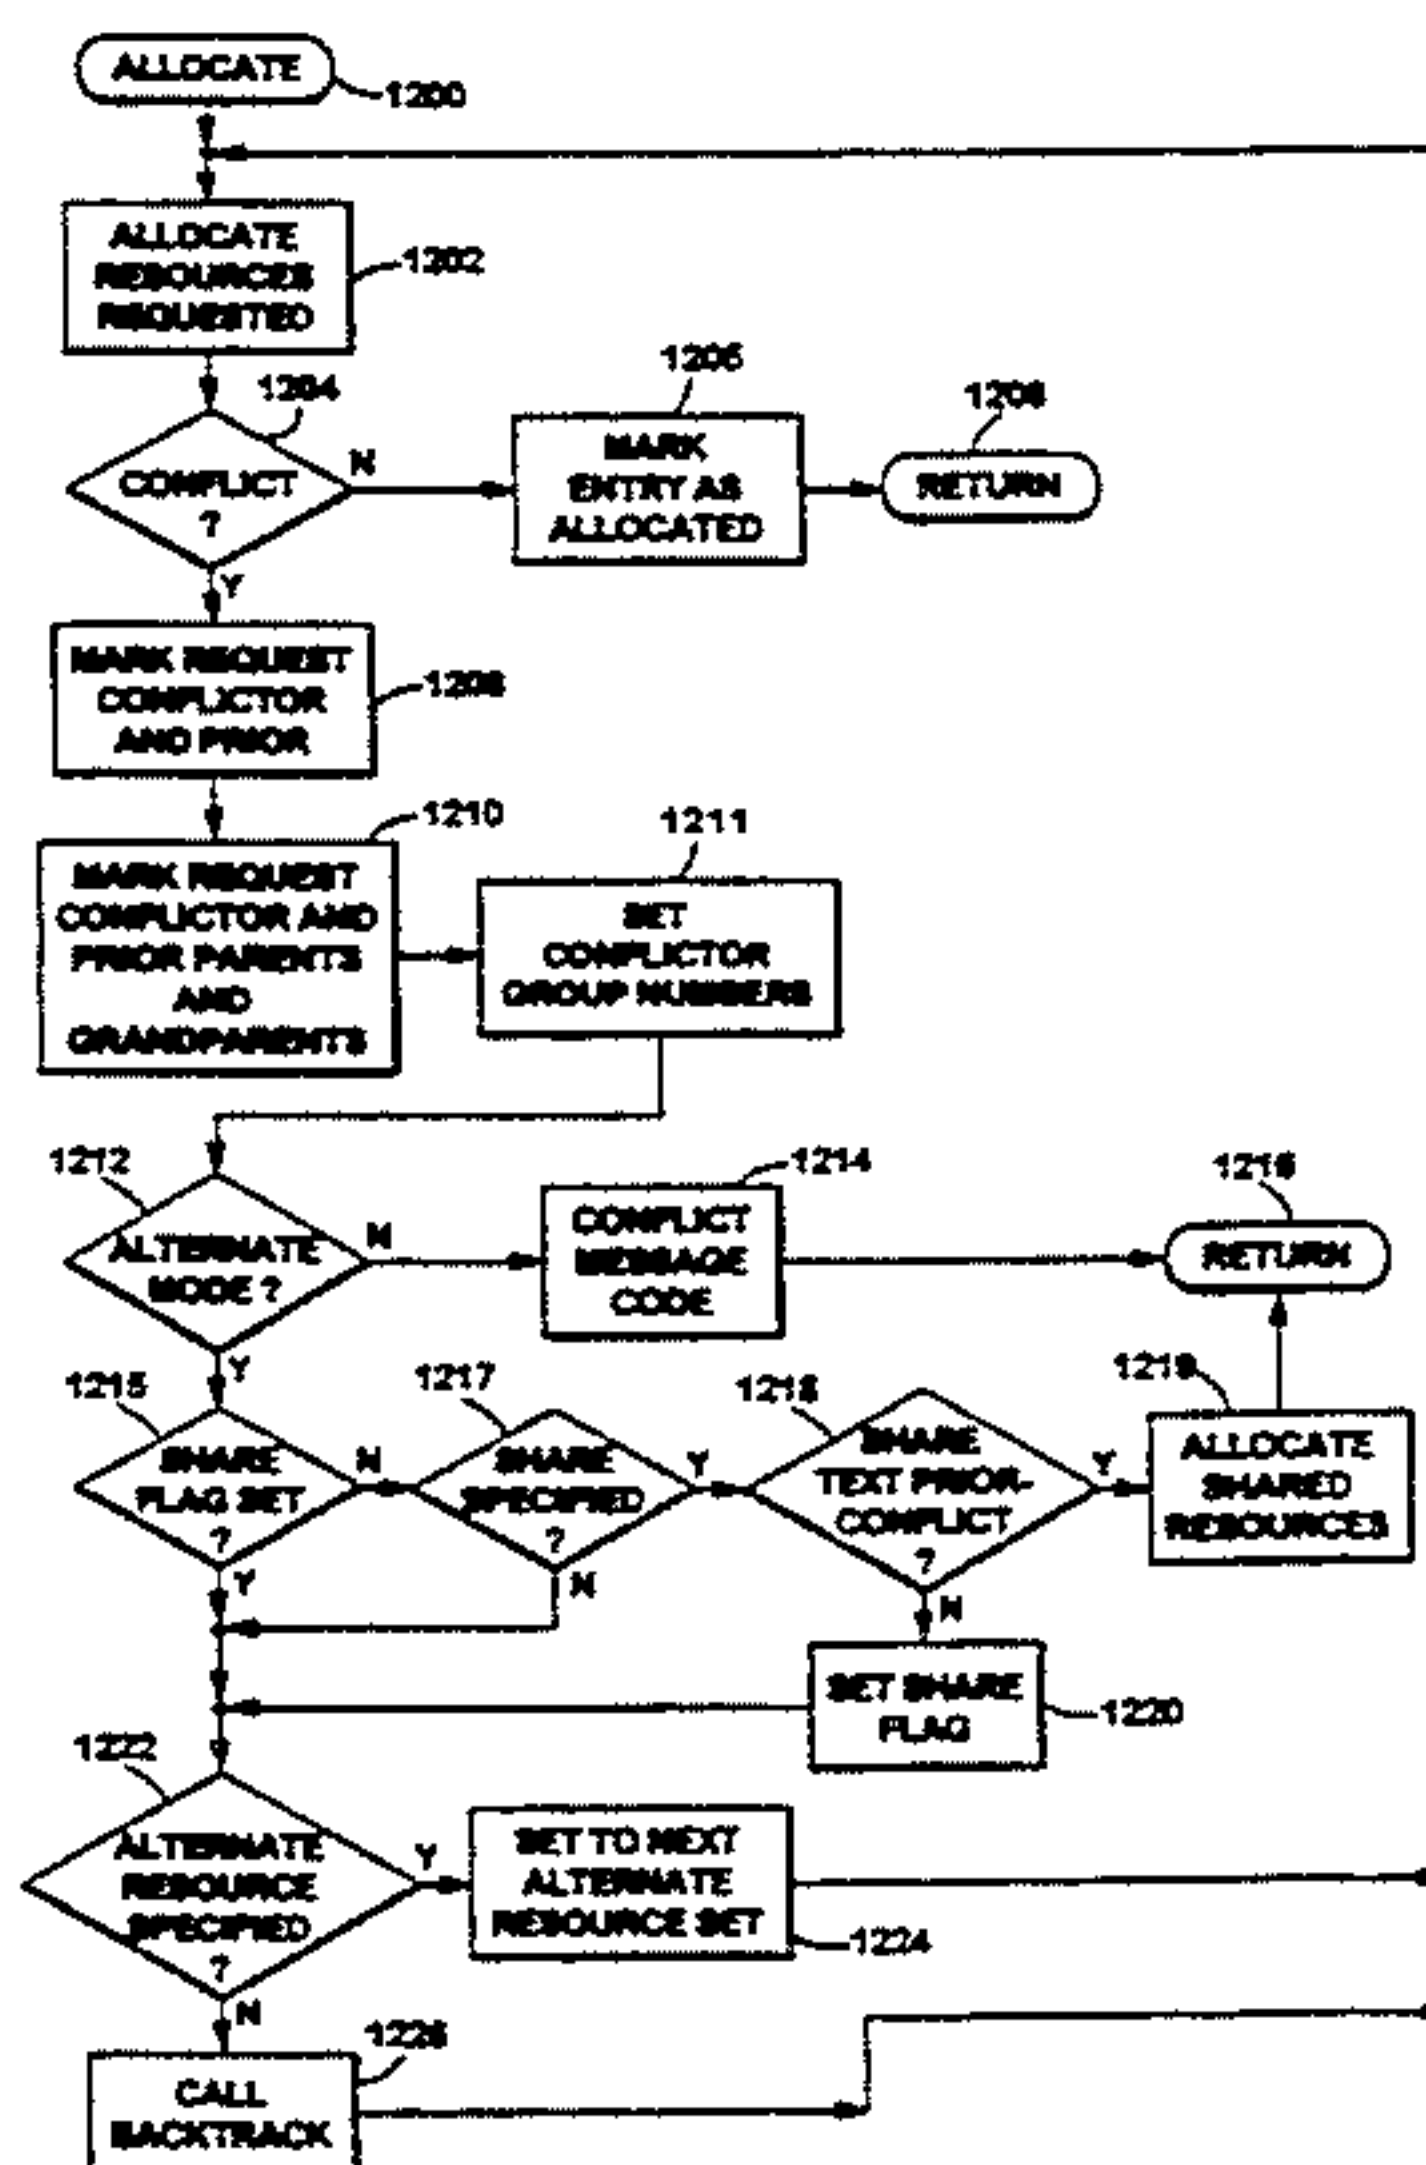 ALLOCATE
1200
ALLOCATE
RESOURCES
REQUESTED
1202
1204
CONFLICT
?
N
Y
MARK
ENTRY AS
ALLOCATED
RETURN
MARK REQUEST
CONFLICTOR
AND PRIOR
1210
MARK REQUEST
CONFLICTOR AND
PRIOR PARENTS
AND
GRANDPARENTS
1211
SET
CONFLICTOR
GROUP NUMBERS
1212
ALTERNATE
MODE ?
N
Y
1214
CONFLICT
MESSAGE
CODE
1216
RETURN
1215
SHARE
FLAG SET
?
N
Y
1217
SHARE
SPECIFIED
?
Y
N
1218
SHARE
TEXT PRIOR-
CONFLICT
?
Y
N
1219
ALLOCATE
SHARED
RESOURCES
SET SHARE
FLAG
1220
1222
ALTERNATE
RESOURCE
SPECIFIED
?
Y
N
SET TO NEXT
ALTERNATE
RESOURCE SET
1224
1226
CALL
BACKTRACK